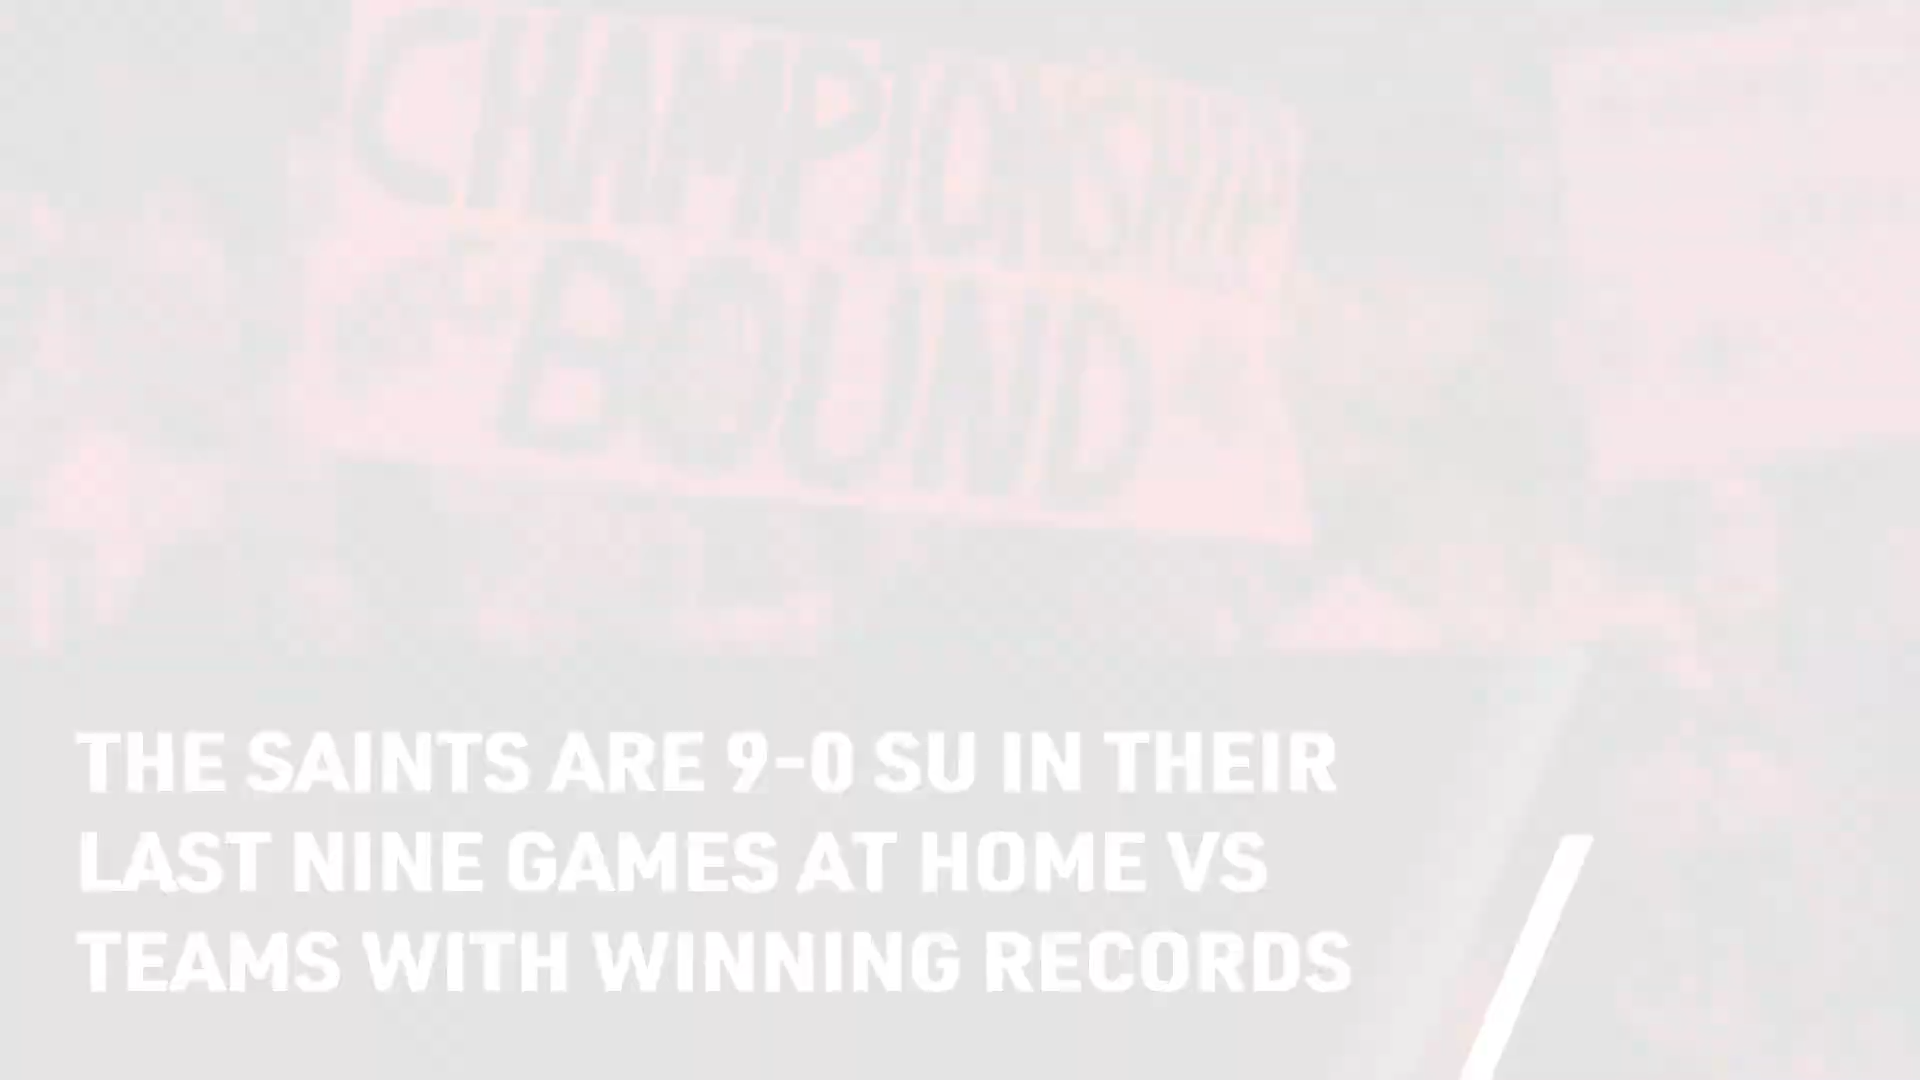 CHAMPIONSHIP
BOUND
THE SAINTS ARE 9-0 SU IN THEIR
LAST NINE GAMES AT HOME VS
TEAMS WITH WINNING RECORDS